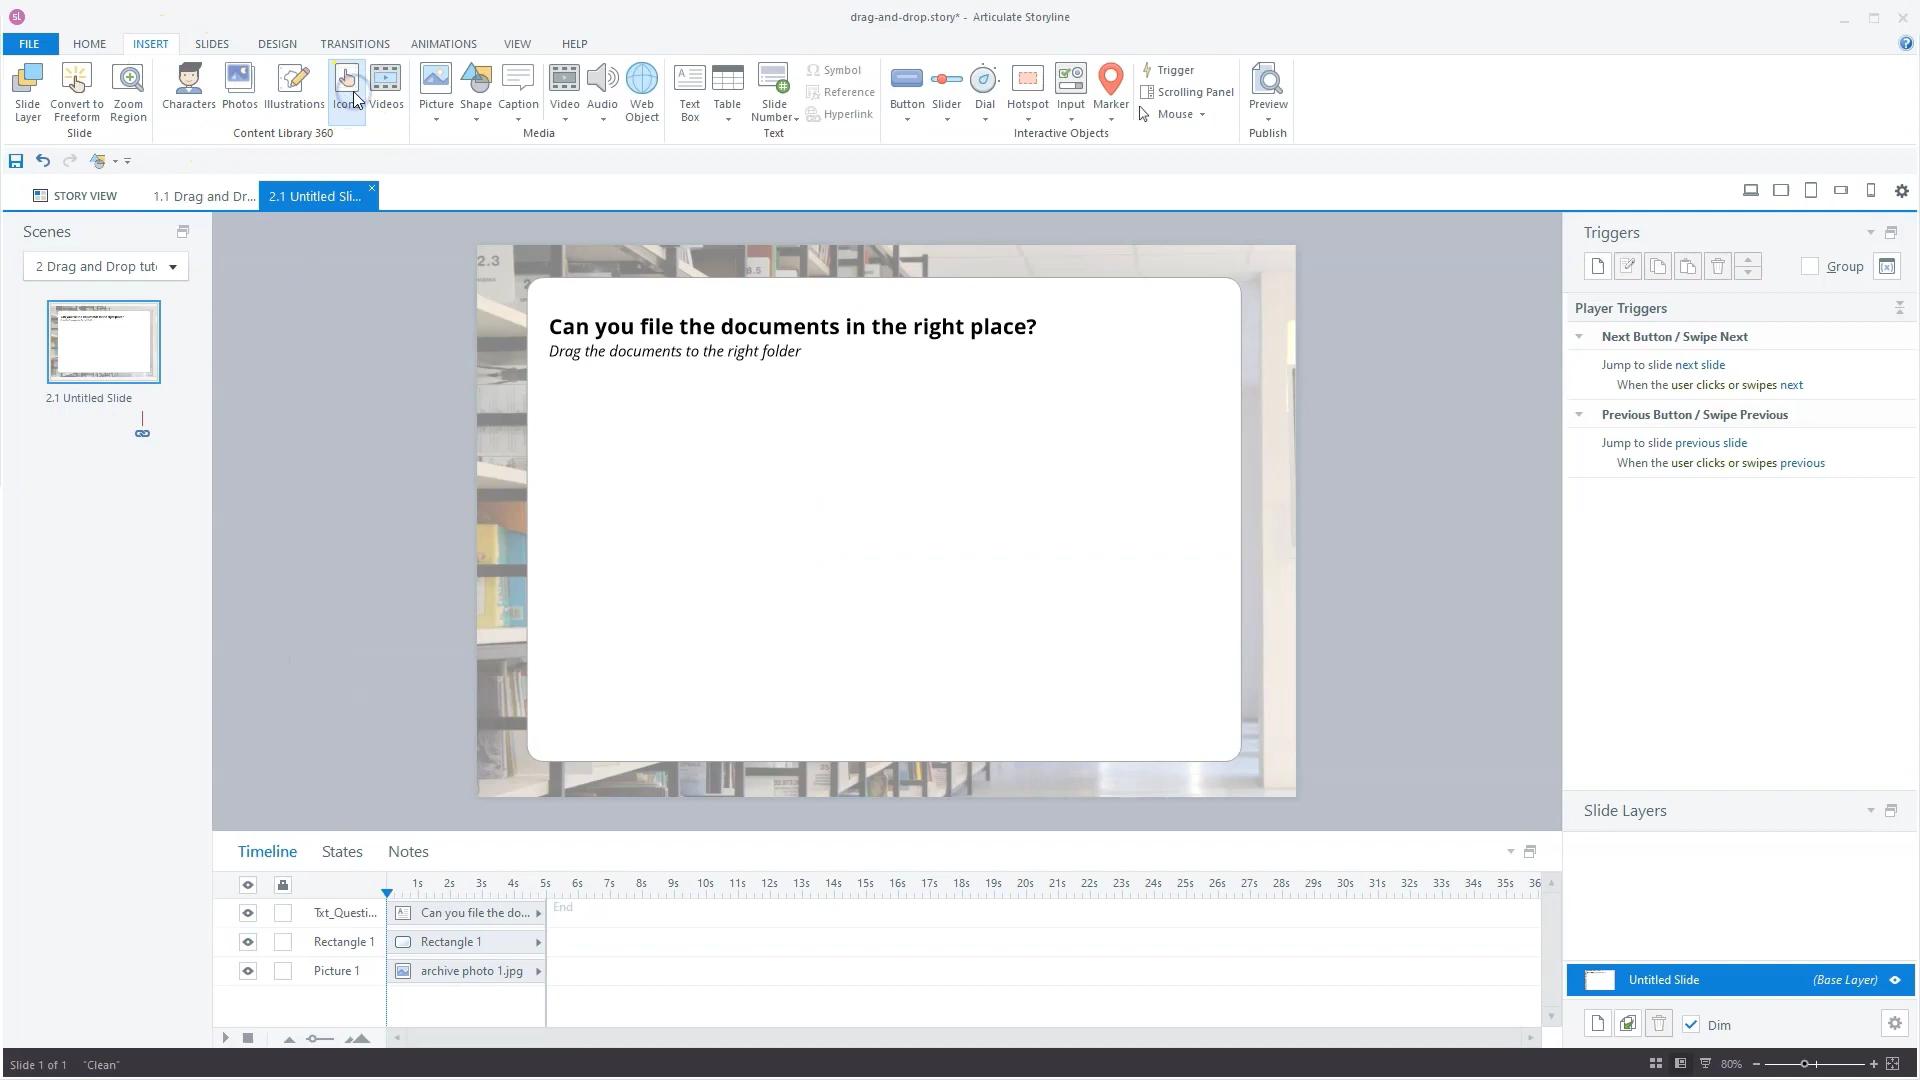 sl
drag-and-drop.story* - Articulate Storyline
FILE HOME INSERT SLIDES DESIGN TRANSITIONS ANIMATIONS VIEW HELP
Slide Layer
Convert to Freeform
Zoom Region
Slide
Characters Photos Illustrations Icons Videos
Content Library 360
Picture Shape Caption Video Audio Web Object
Media
Text Box
Table
Slide Number
Symbol
Reference
Hyperlink
Text
Button Slider Dial Hotspot Input Marker
Trigger
Scrolling Panel
Mouse
Interactive Objects
Preview
Publish
STORY VIEW 1.1 Drag and Dr... 2.1 Untitled Sli...
Scenes
2 Drag and Drop tut
2.1 Untitled Slide
2.3
Can you file the documents in the right place?
Drag the documents to the right folder
Triggers
Group
Player Triggers
Next Button / Swipe Next
Jump to slide next slide
When the user clicks or swipes next
Previous Button / Swipe Previous
Jump to slide previous slide
When the user clicks or swipes previous
Slide Layers
Untitled Slide (Base Layer)
Dim
Timeline States Notes
1s 2s 3s 4s 5s 6s 7s 8s 9s 10s 11s 12s 13s 14s 15s 16s 17s 18s 19s 20s 21s 22s 23s 24s 25s 26s 27s 28s 29s 30s 31s 32s 33s 34s 35s 36
Txt_Questi... Can you file the do... End
Rectangle 1 Rectangle 1
Picture 1 archive photo 1.jpg
Slide 1 of 1 "Clean" 80%